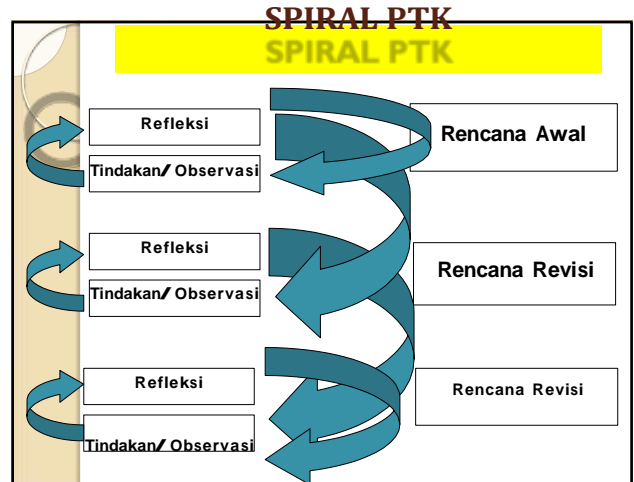 SPIRAL PTK
SPIRAL PTK
Refleksi
Tindakan/ Observasi
Rencana Awal
Refleksi
Tindakan/ Observasi
Rencana Revisi
Refleksi
Tindakan/ Observasi
Rencana Revisi